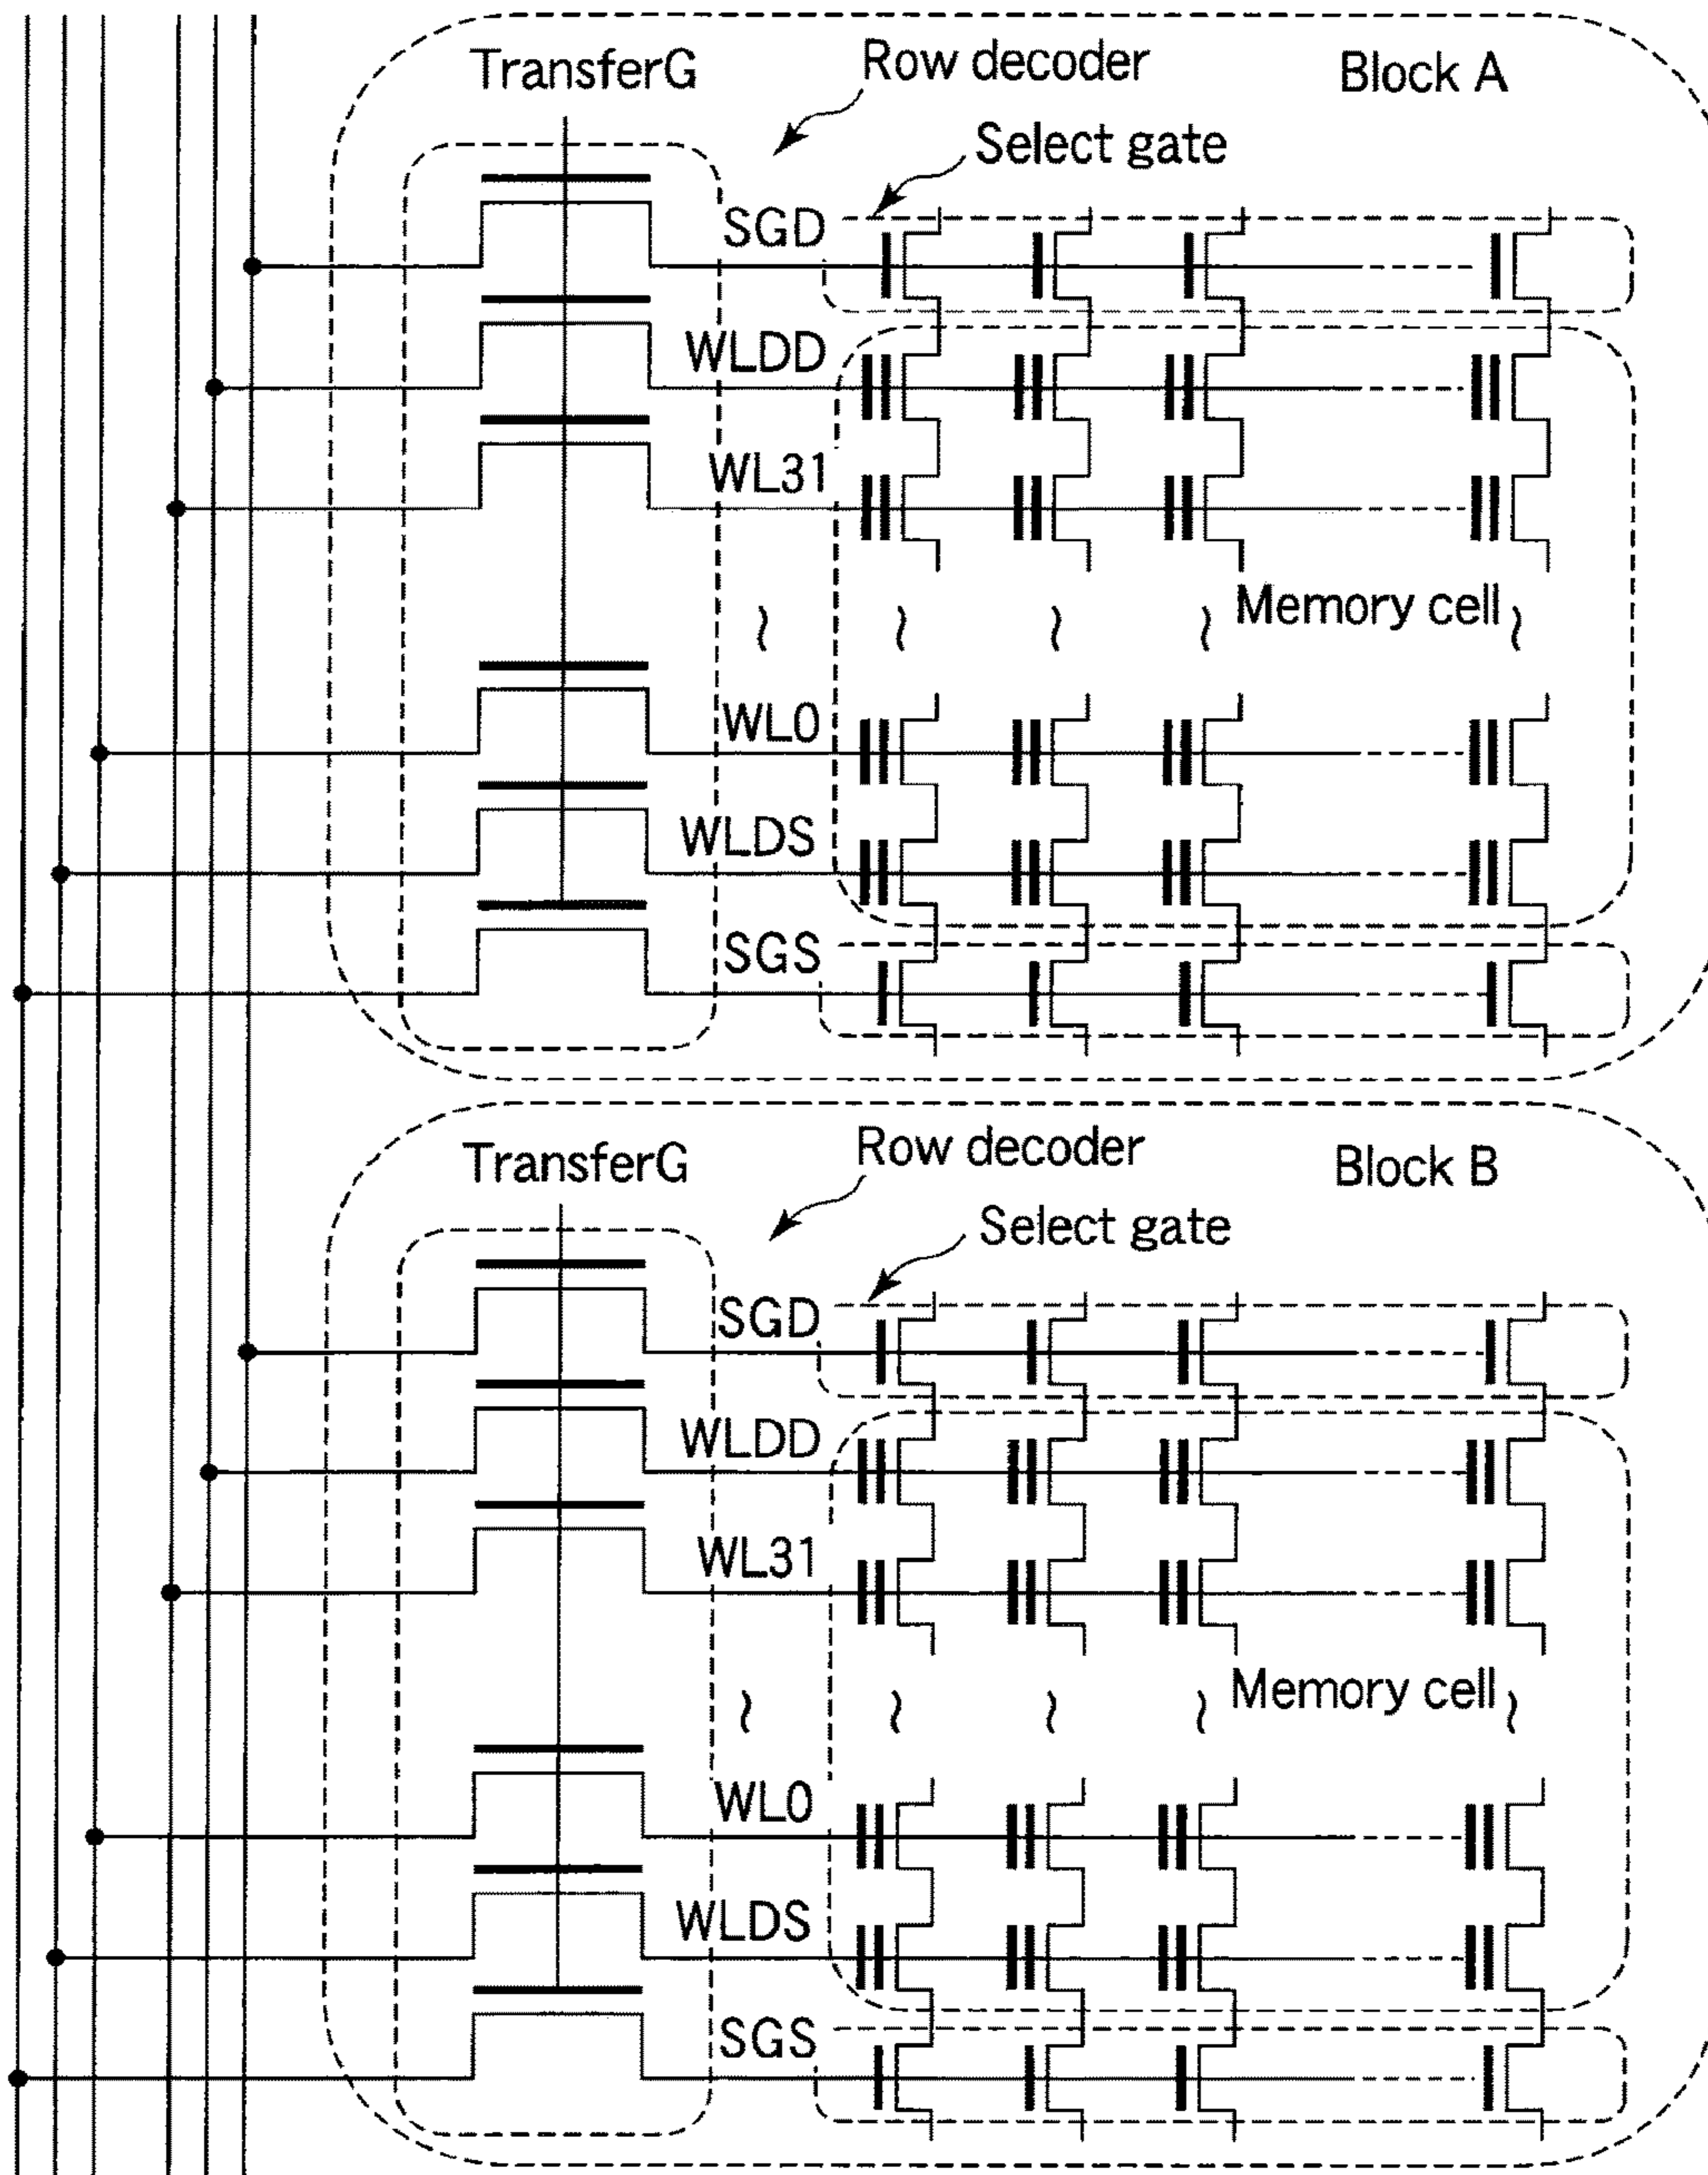 TransferG
Row decoder
Block A
Select gate
SGD
WLDD
WL31
Memory cell
WL0
WLDS
SGS
TransferG
Row decoder
Block B
Select gate
SGD
WLDD
WL31
Memory cell
WL0
WLDS
SGS